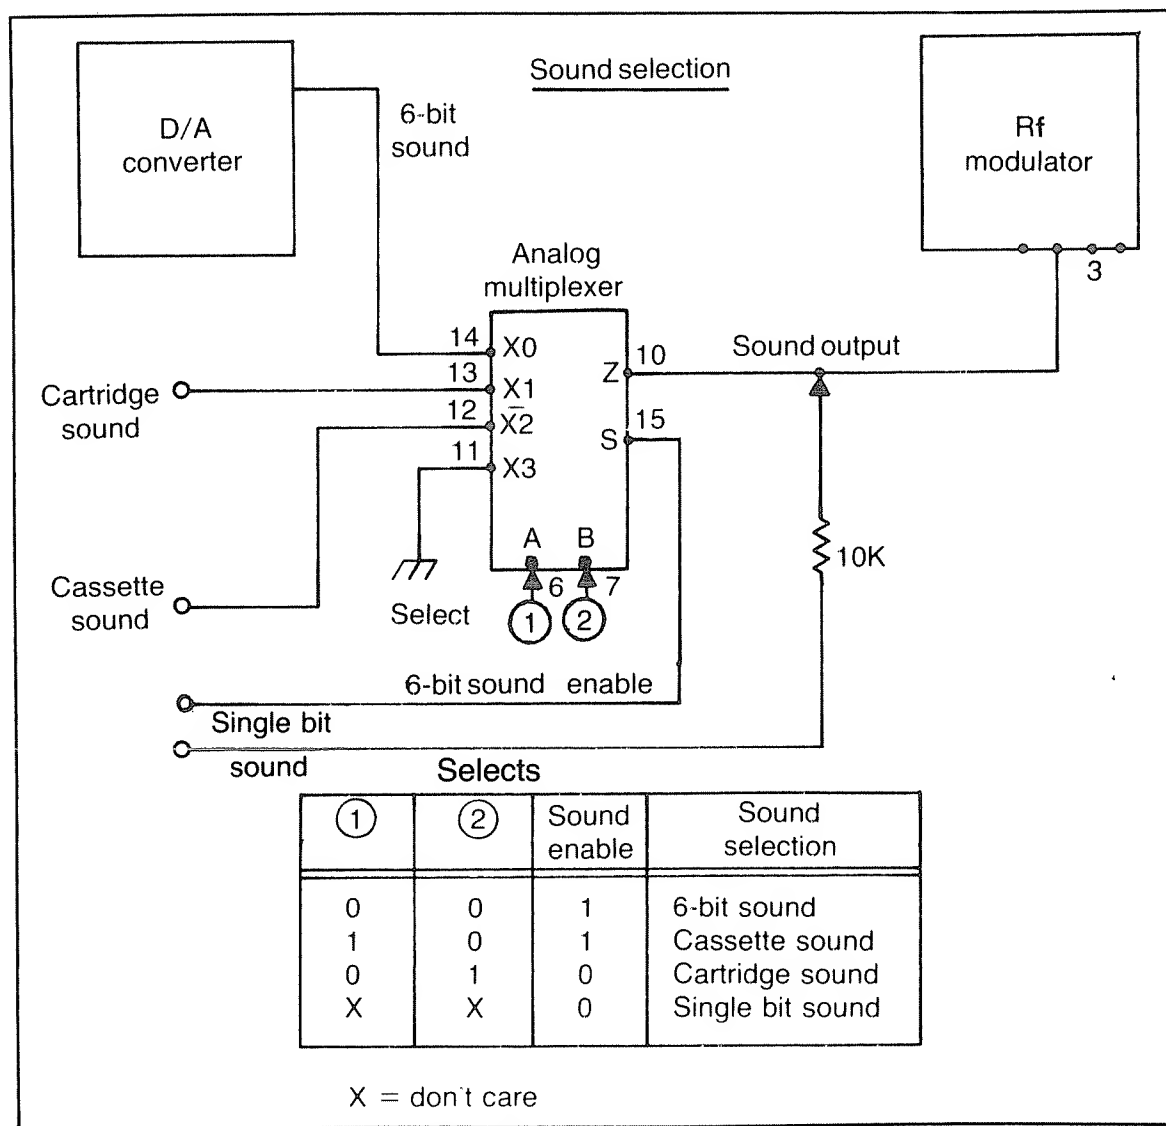 Sound selection
D/A
converter
6-bit
sound
Rf
modulator
3
Analog
multiplexer
14 X0
13 X1
12 X̅2
11 X3
Z 10
S 15
Sound output
Cartridge
sound
Cassette
sound
A B
6 7
Select
1 2
10K
6-bit sound enable
Single bit
sound
Selects
1 2 Sound enable Sound selection
0 0 1 6-bit sound
1 0 1 Cassette sound
0 1 0 Cartridge sound
X X 0 Single bit sound
X = don't care